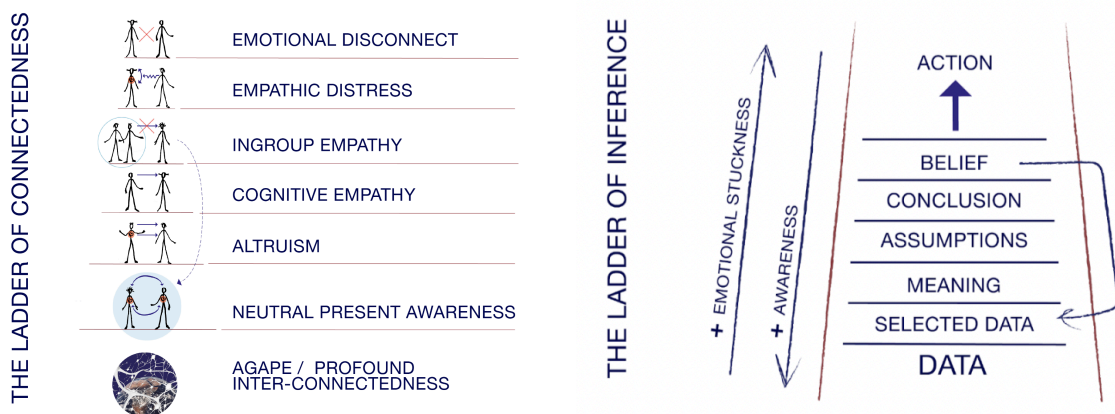 THE LADDER OF CONNECTEDNESS
EMOTIONAL DISCONNECT
EMPATHIC DISTRESS
INGROUP EMPATHY
COGNITIVE EMPATHY
ALTRUISM
NEUTRAL PRESENT AWARENESS
AGAPE / PROFOUND
INTER-CONNECTEDNESS
THE LADDER OF INFERENCE
+ EMOTIONAL STUCKNESS
+ AWARENESS
ACTION
BELIEF
CONCLUSION
ASSUMPTIONS
MEANING
SELECTED DATA
DATA